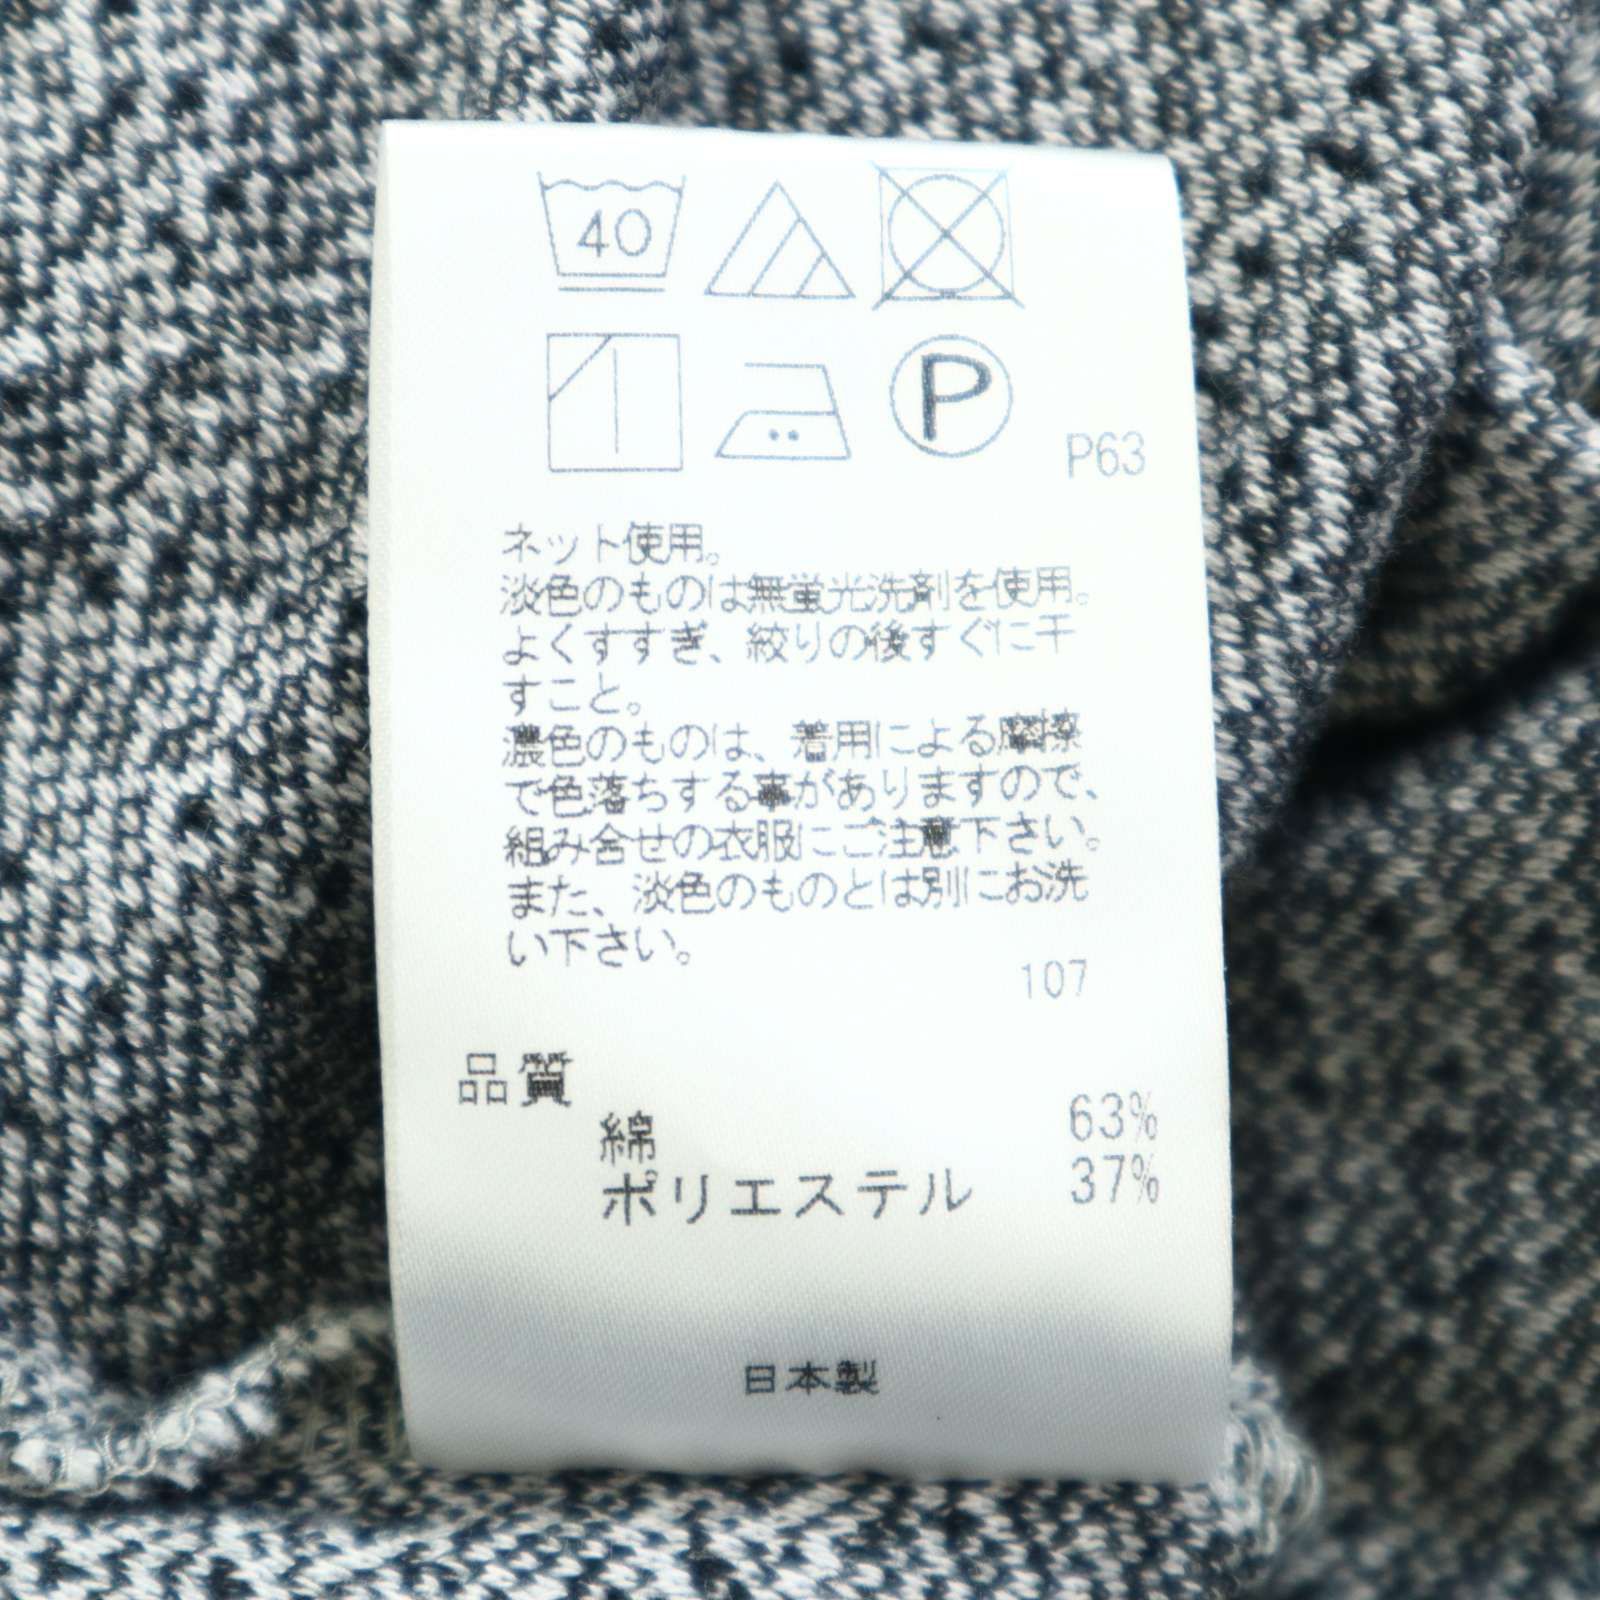 40
P
P63
ネット使用。
淡色のものは無蛍光洗剤を使用。
よくすすぎ、絞りの後すぐに干
すこと。
濃色のものは、着用による摩擦
で色落ちする事がありますので、
組み合せの衣服にご注意下さい。
また、淡色のものとは別にお洗
い下さい。
107
品質
綿 63%
ポリエステル 37%
日本製